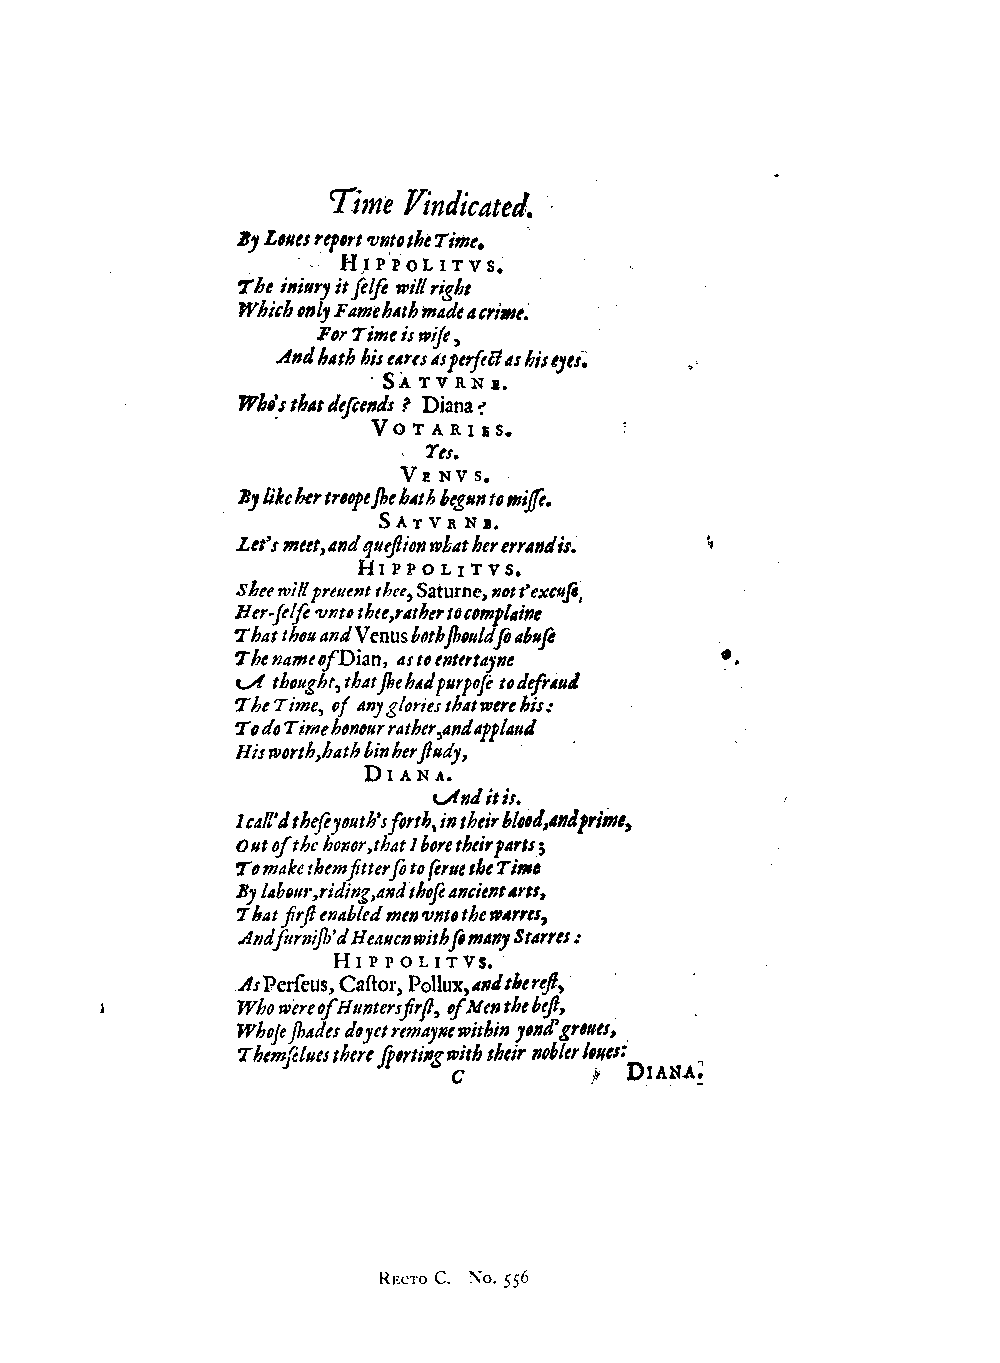 Time Vindicated.
By Loues report vnto the Time.
HIPPOLITVS.
The iniury it ſelfe will right
Which only Fame hath made a crime.
For Time is wiſe,
And hath his eares as perfect as his eyes.
SATVRNE.
Who's that deſcends? Diana?
VOTARIES.
Yes.
VENVS.
By like her troope ſhe hath begun to miſſe.
SATVRNE.
Let's meet, and queſtion what her errand is.
HIPPOLITVS.
Shee will preuent thee, Saturne, not t'excuſe,
Her-ſelfe vnto thee, rather to complaine
That thou and Venus both ſhould ſo abuſe
The name of Dian, as to entertayne
A thought, that ſhe had purpoſe to defraud
The Time, of any glories that were his:
To do Time honour rather, and applaud
His worth, hath bin her ſtudy,
DIANA.
And it is.
I call'd theſe youth's forth, in their blood, and prime,
Out of the honor, that I bore their parts;
To make them fitter ſo to ſerue the Time
By labour, riding, and thoſe ancient arts,
That firſt enabled men vnto the warres,
And furniſh'd Heauen with ſo many Starres:
HIPPOLITVS.
As Perſeus, Caſtor, Pollux, and the reſt,
Who were of Hunters firſt, of Men the beſt,
Whoſe ſhades do yet remayne within yond' groues,
Themſelues there ſporting with their nobler loues:
C DIANA.
RECTO C. No. 556